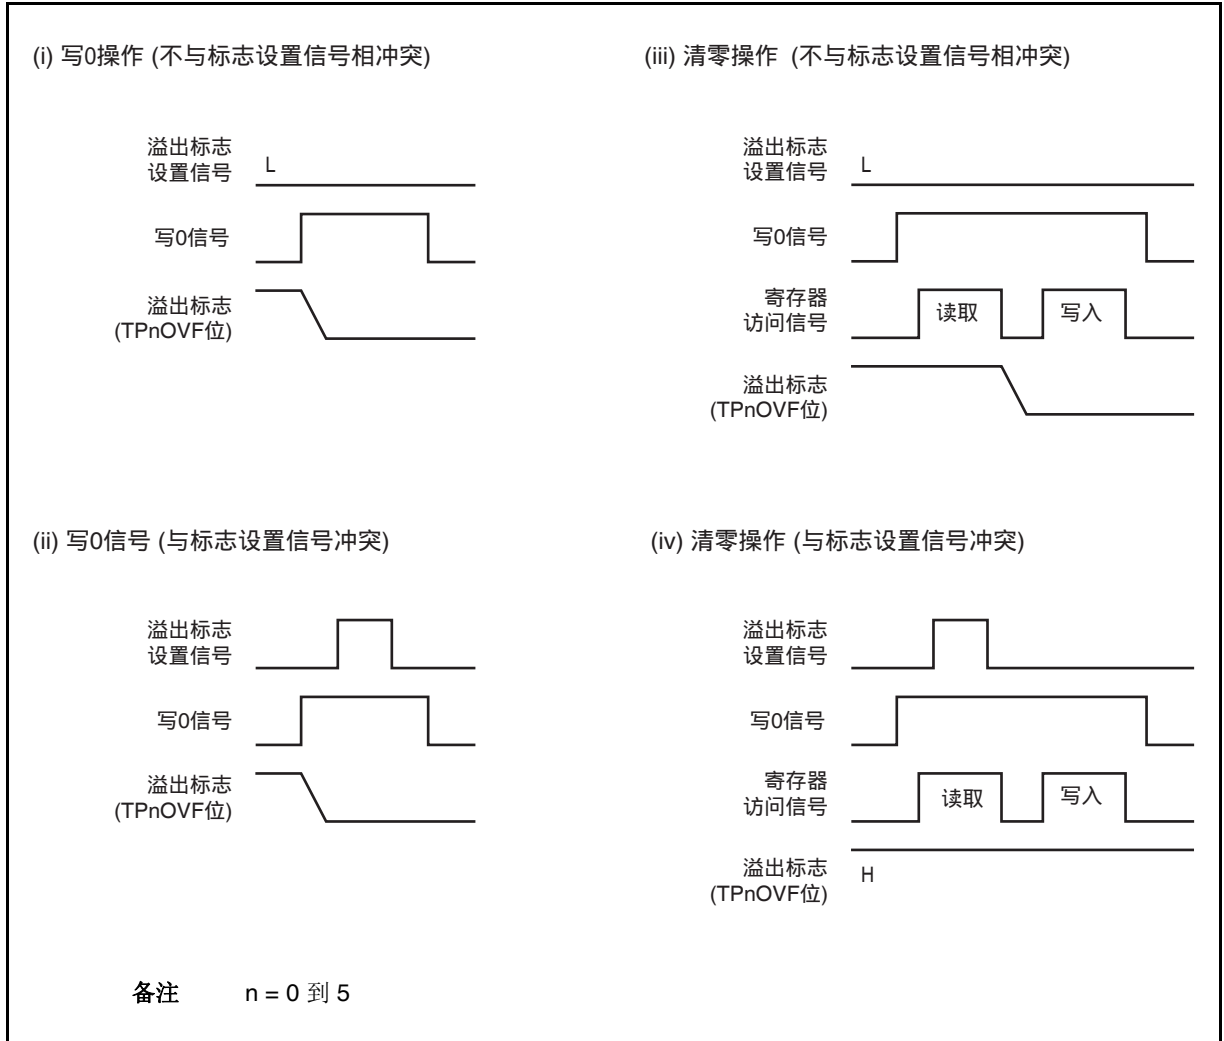 (i) 写0操作 (不与标志设置信号相冲突)
溢出标志
设置信号
L
写0信号
溢出标志
(TPnOVF位)
(iii) 清零操作 (不与标志设置信号相冲突)
溢出标志
设置信号
L
写0信号
寄存器
访问信号
读取
写入
溢出标志
(TPnOVF位)
(ii) 写0信号 (与标志设置信号冲突)
溢出标志
设置信号
写0信号
溢出标志
(TPnOVF位)
(iv) 清零操作 (与标志设置信号冲突)
溢出标志
设置信号
写0信号
寄存器
访问信号
读取
写入
溢出标志
(TPnOVF位)
H
备注 n = 0 到 5